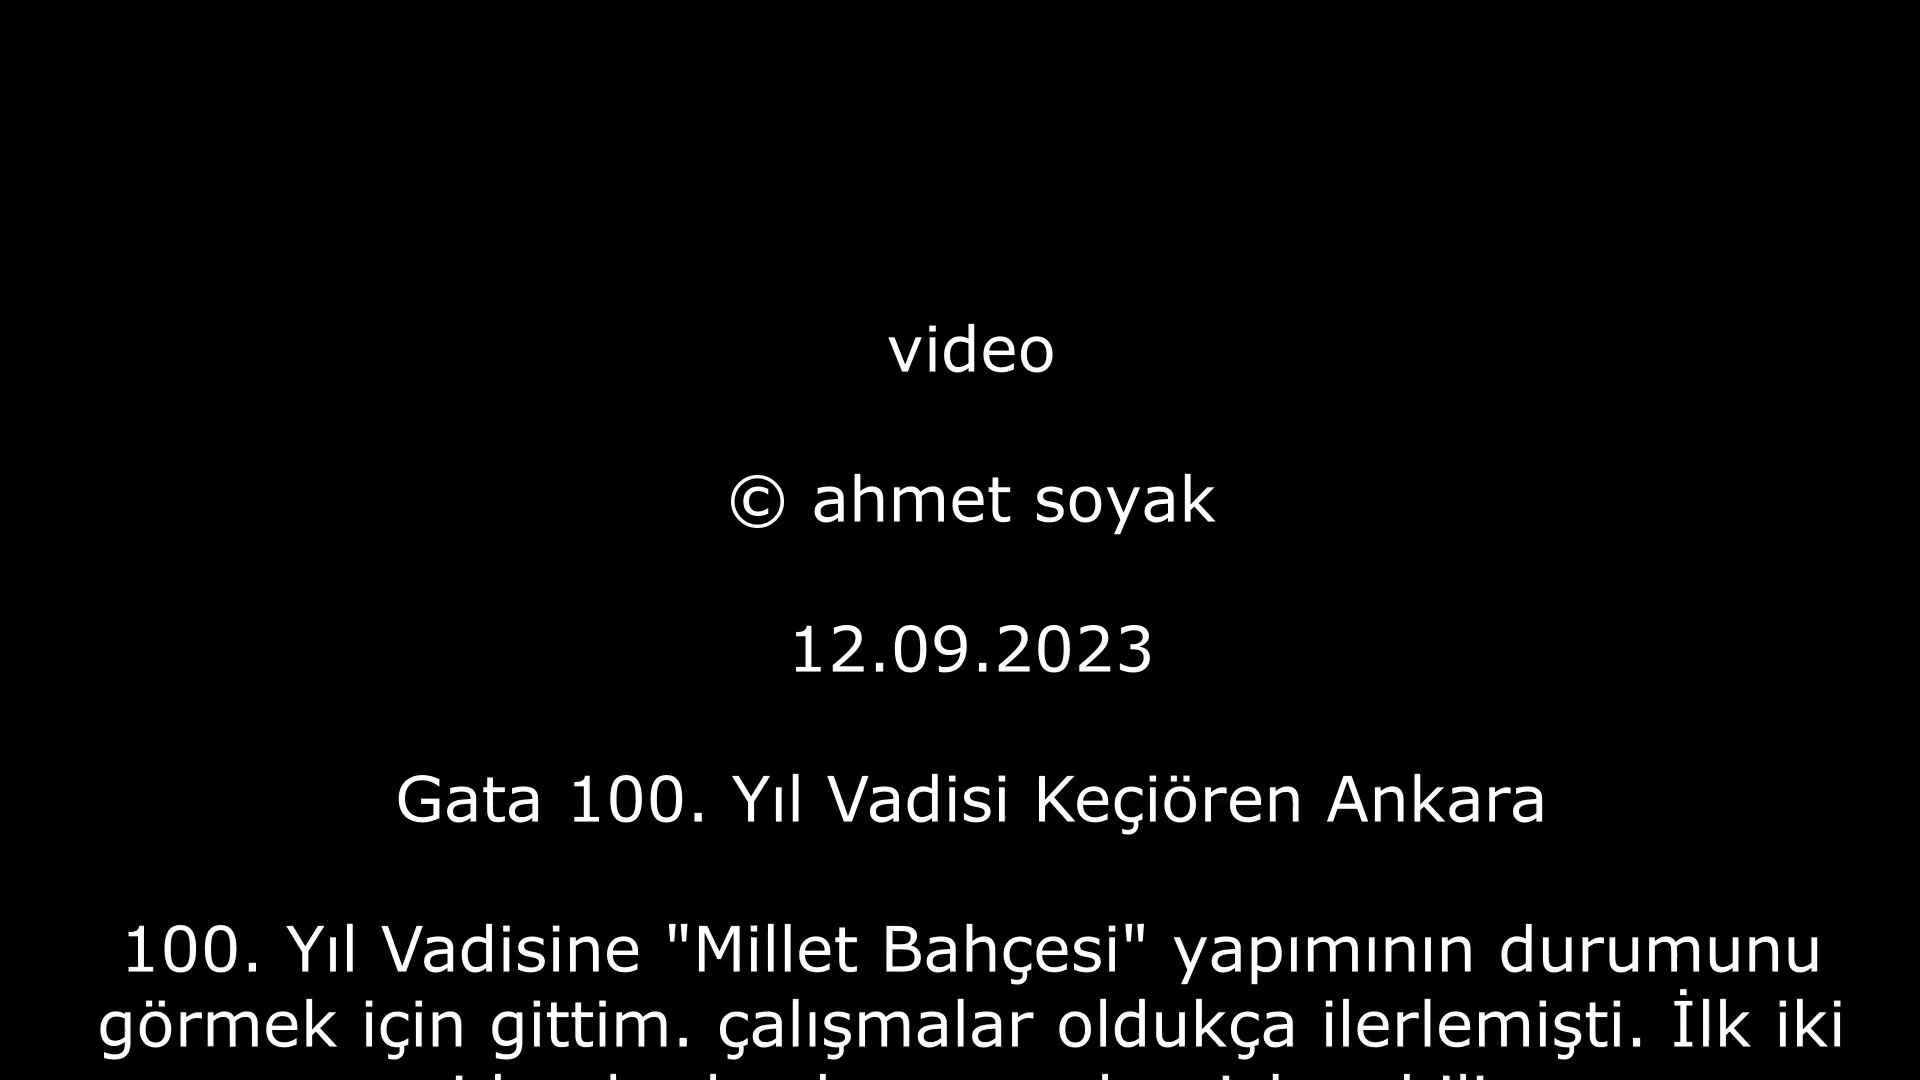 video
© ahmet soyak
12.09.2023
Gata 100. Yıl Vadisi Keçiören Ankara
100. Yıl Vadisine "Millet Bahçesi" yapımının durumunu
görmek için gittim. çalışmalar oldukça ilerlemişti. İlk iki